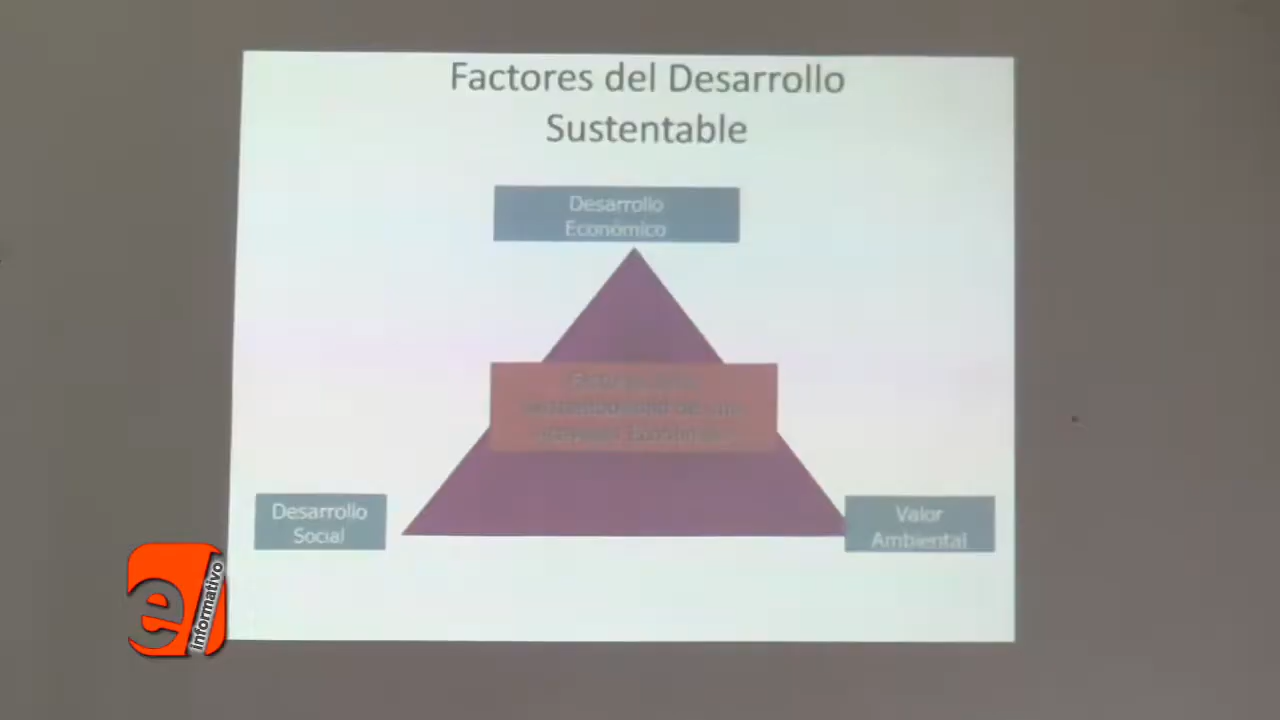 Factores del Desarrollo
Sustentable
Desarrollo
Económico
Desarrollo
Social
Valor
Ambiental
e
informativo